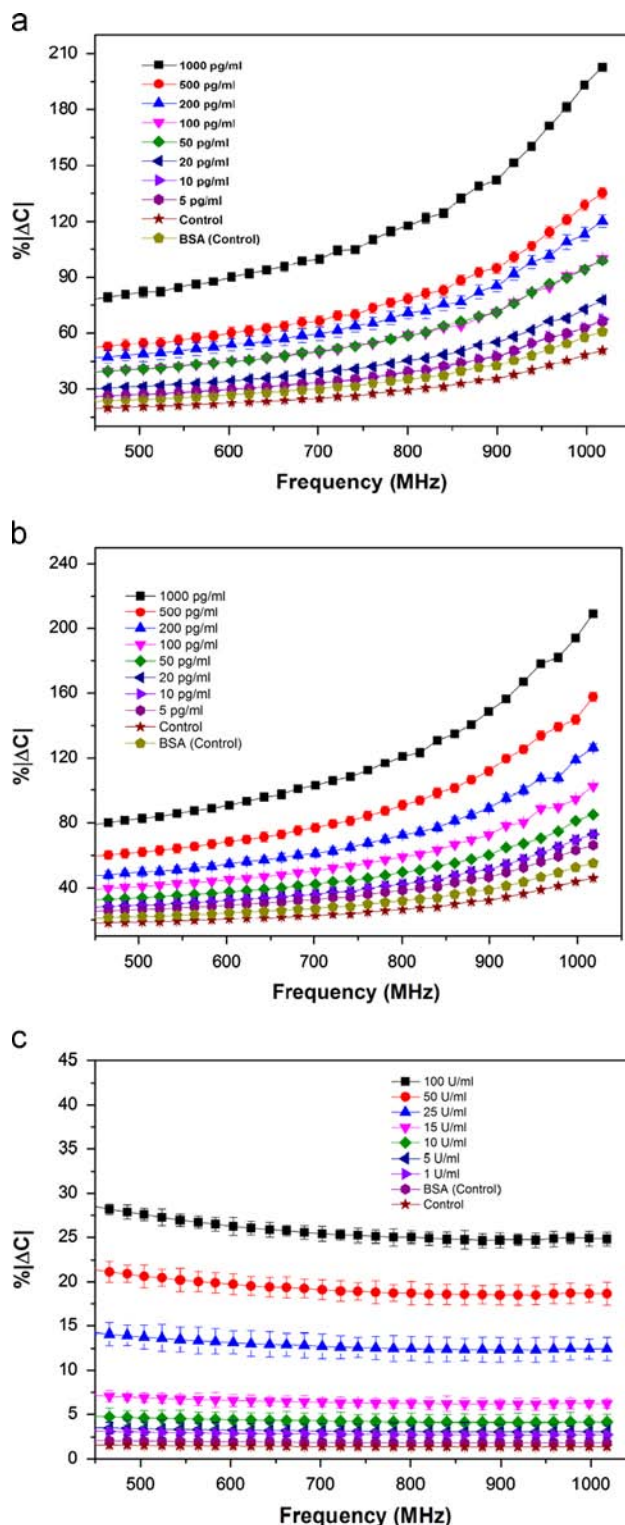 a
210
180
150
120
90
60
30
%|ΔC|
1000 pg/ml
500 pg/ml
200 pg/ml
100 pg/ml
50 pg/ml
20 pg/ml
10 pg/ml
5 pg/ml
Control
BSA (Control)
500 600 700 800 900 1000
Frequency (MHz)
b
240
200
160
120
80
40
%|ΔC|
1000 pg/ml
500 pg/ml
200 pg/ml
100 pg/ml
50 pg/ml
20 pg/ml
10 pg/ml
5 pg/ml
Control
BSA (Control)
500 600 700 800 900 1000
Frequency (MHz)
c
45
40
35
30
25
20
15
10
5
0
%|ΔC|
100 U/ml
50 U/ml
25 U/ml
15 U/ml
10 U/ml
5 U/ml
1 U/ml
BSA (Control)
Control
500 600 700 800 900 1000
Frequency (MHz)